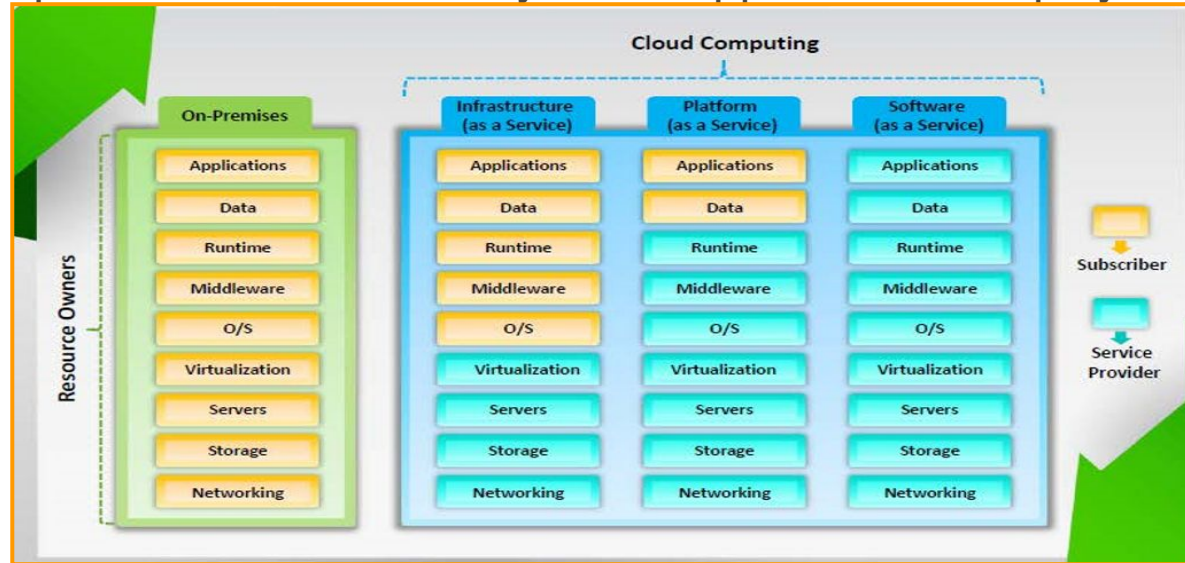 Cloud Computing
On-Premises
Infrastructure
(as a Service)
Platform
(as a Service)
Software
(as a Service)
Resource Owners
Applications
Data
Runtime
Middleware
O/S
Virtualization
Servers
Storage
Networking
Applications
Data
Runtime
Middleware
O/S
Virtualization
Servers
Storage
Networking
Applications
Data
Runtime
Middleware
O/S
Virtualization
Servers
Storage
Networking
Applications
Data
Runtime
Middleware
O/S
Virtualization
Servers
Storage
Networking
Subscriber
Service
Provider